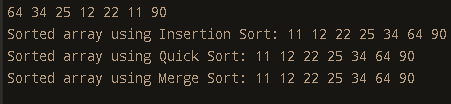 64 34 25 12 22 11 90
Sorted array using Insertion Sort: 11 12 22 25 34 64 90
Sorted array using Quick Sort: 11 12 22 25 34 64 90
Sorted array using Merge Sort: 11 12 22 25 34 64 90